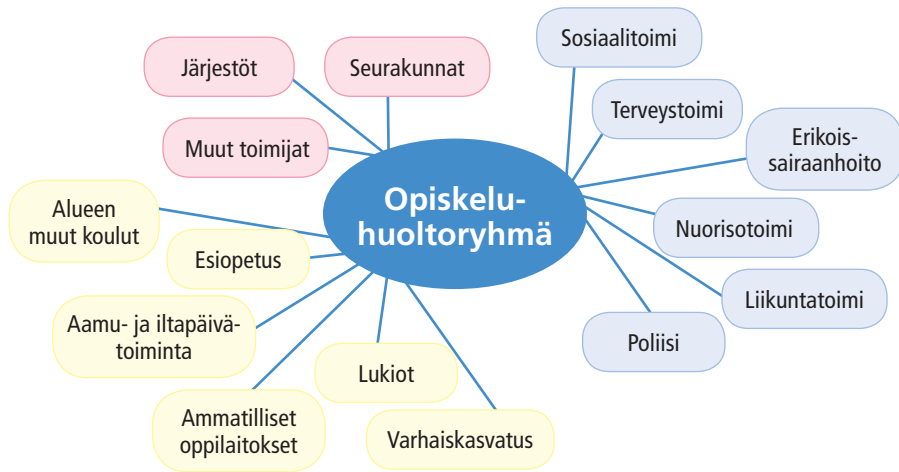 Sosiaalitoimi
Järjestöt
Seurakunnat
Terveystoimi
Muut toimijat
Erikois-
sairaanhoito
Opiskelu-
huoltoryhmä
Alueen
muut koulut
Nuorisotoimi
Esiopetus
Liikuntatoimi
Aamu- ja iltapäivä-
toiminta
Poliisi
Lukiot
Ammatilliset
oppilaitokset
Varhaiskasvatus